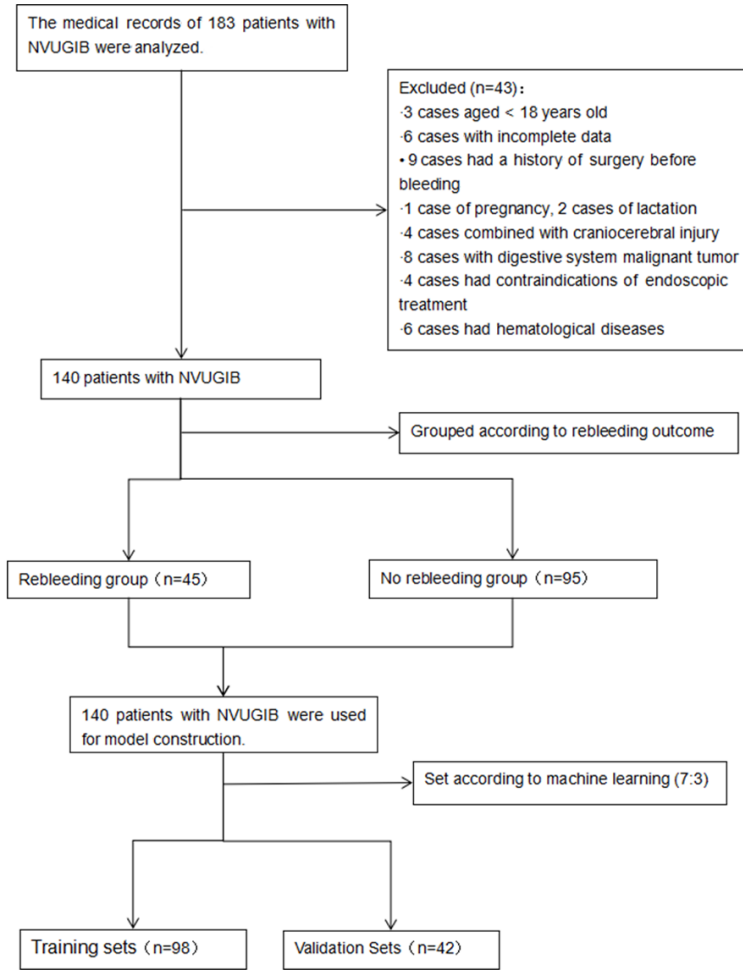 The medical records of 183 patients with
NVUGIB were analyzed.
Excluded (n=43)：
·3 cases aged < 18 years old
·6 cases with incomplete data
• 9 cases had a history of surgery before
bleeding
·1 case of pregnancy, 2 cases of lactation
·4 cases combined with craniocerebral injury
·8 cases with digestive system malignant tumor
·4 cases had contraindications of endoscopic
treatment
·6 cases had hematological diseases
140 patients with NVUGIB
Grouped according to rebleeding outcome
Rebleeding group（n=45）
No rebleeding group（n=95）
140 patients with NVUGIB were used
for model construction.
Set according to machine learning (7:3)
Training sets（n=98）
Validation Sets（n=42）